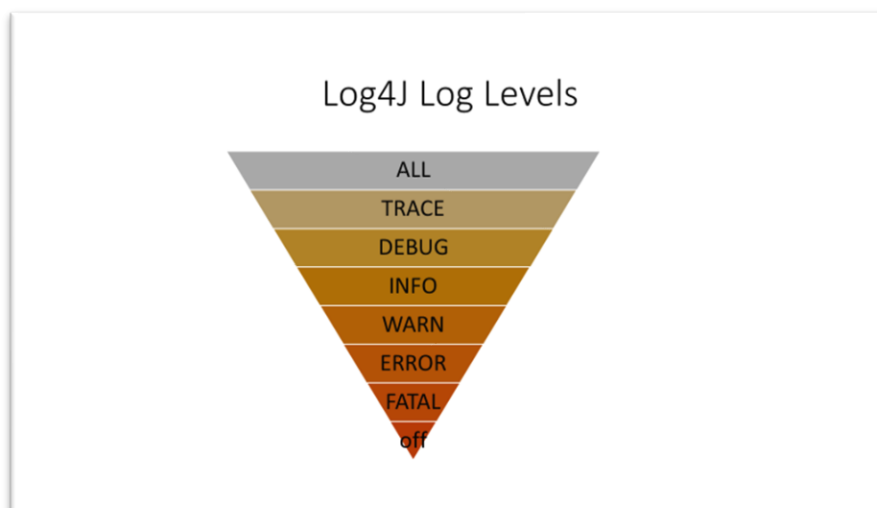 Log4J Log Levels
ALL
TRACE
DEBUG
INFO
WARN
ERROR
FATAL
off